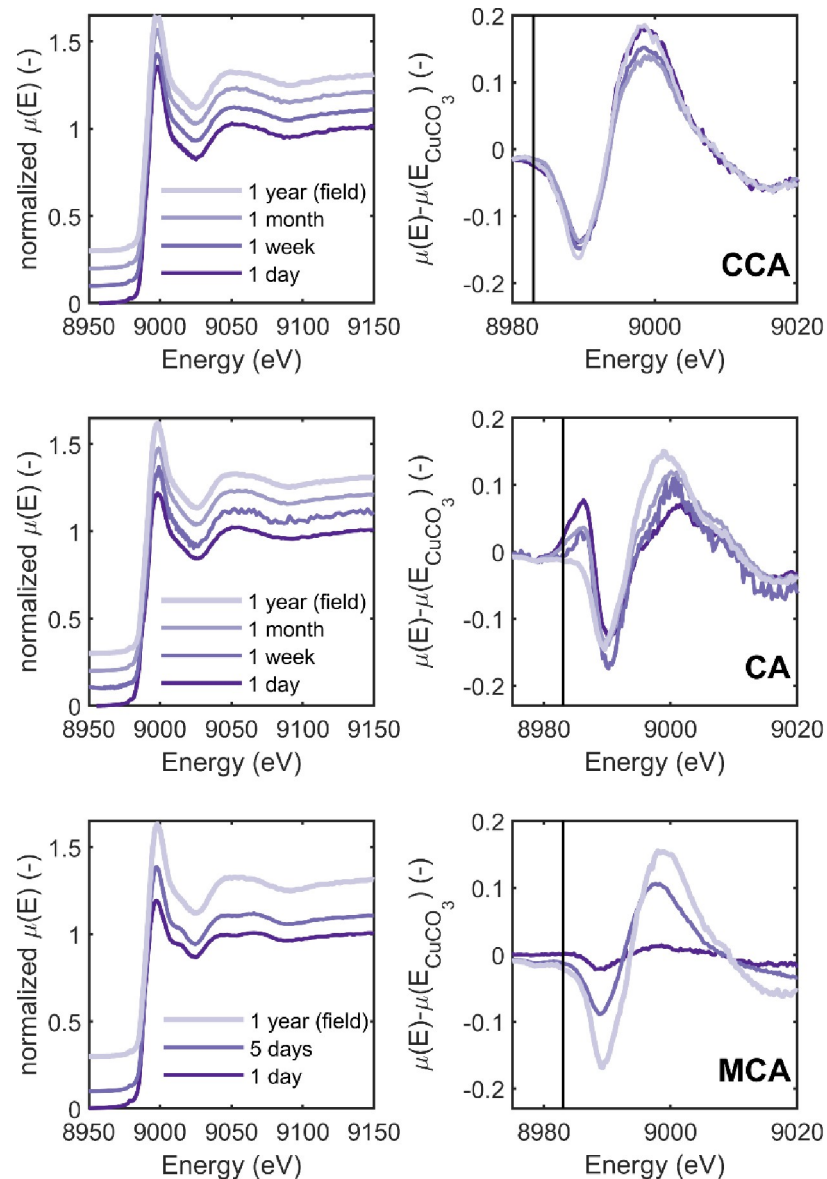 normalized μ(E) (-)
1.5
1
0.5
0
1 year (field)
1 month
1 week
1 day
8950 9000 9050 9100 9150
Energy (eV)
μ(E)-μ(E_CuCO3) (-)
0.2
0.1
0
-0.1
-0.2
CCA
8980 9000 9020
Energy (eV)
normalized μ(E) (-)
1.5
1
0.5
0
1 year (field)
1 month
1 week
1 day
8950 9000 9050 9100 9150
Energy (eV)
μ(E)-μ(E_CuCO3) (-)
0.2
0.1
0
-0.1
-0.2
CA
8980 9000 9020
Energy (eV)
normalized μ(E) (-)
1.5
1
0.5
0
1 year (field)
5 days
1 day
8950 9000 9050 9100 9150
Energy (eV)
μ(E)-μ(E_CuCO3) (-)
0.2
0.1
0
-0.1
-0.2
MCA
8980 9000 9020
Energy (eV)